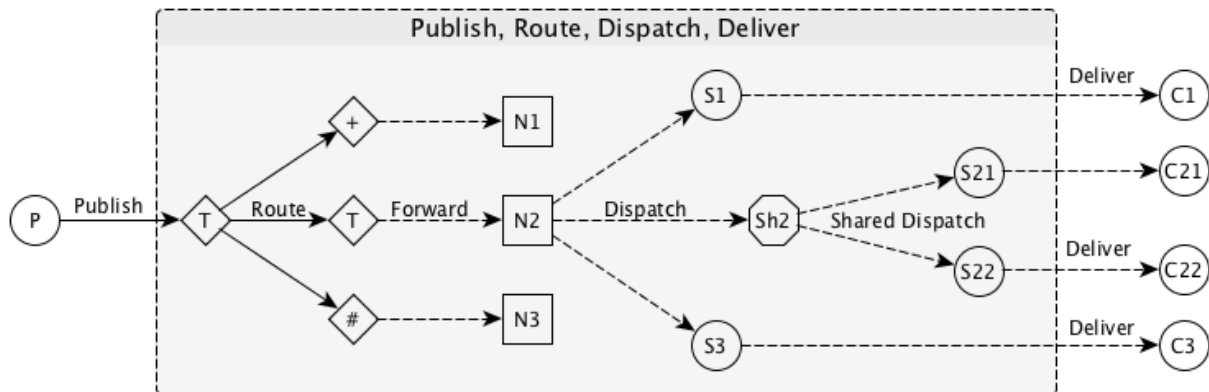 Publish, Route, Dispatch, Deliver
S1
Deliver
C1
+
N1
S21
C21
P
Publish
T
Route
T
Forward
N2
Dispatch
Sh2
Shared Dispatch
S22
Deliver
C22
#
N3
S3
Deliver
C3